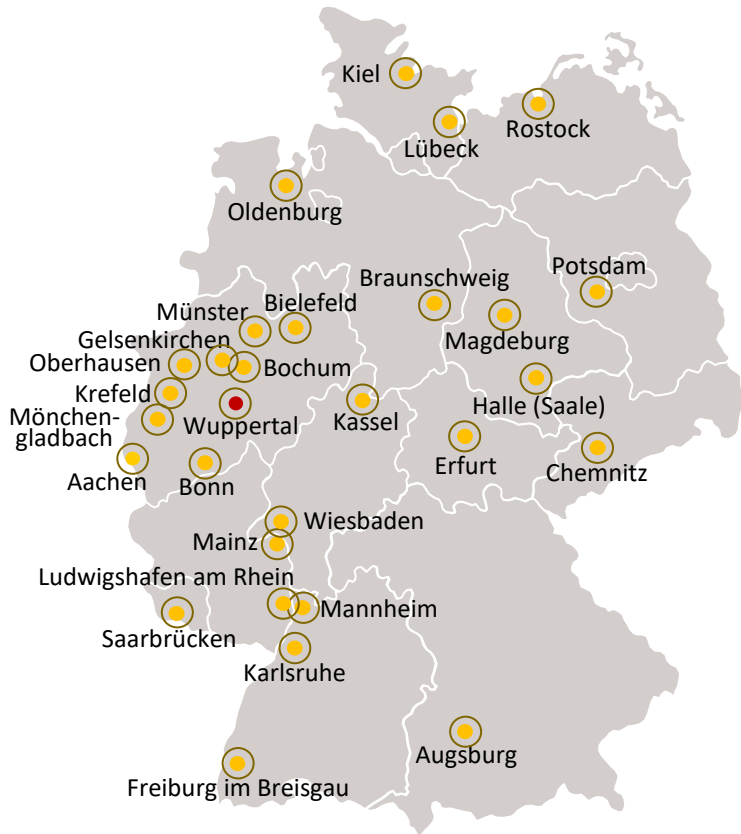 Kiel
Rostock
Lübeck
Oldenburg
Potsdam
Braunschweig
Bielefeld
Münster
Magdeburg
Gelsenkirchen
Oberhausen
Bochum
Krefeld
Halle (Saale)
Mönchen-
gladbach
Wuppertal
Kassel
Erfurt
Chemnitz
Aachen
Bonn
Wiesbaden
Mainz
Ludwigshafen am Rhein
Mannheim
Saarbrücken
Karlsruhe
Augsburg
Freiburg im Breisgau